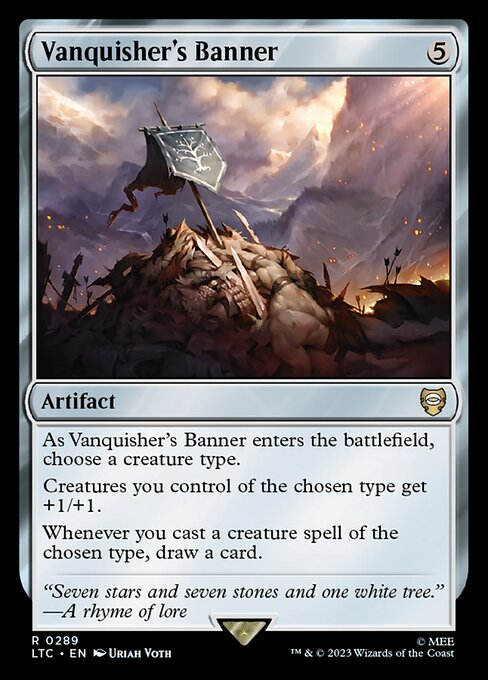 Vanquisher's Banner 5
Artifact
As Vanquisher's Banner enters the battlefield,
choose a creature type.
Creatures you control of the chosen type get
+1/+1.
Whenever you cast a creature spell of the
chosen type, draw a card.
“Seven stars and seven stones and one white tree.”
—A rhyme of lore
R 0289
LTC • EN Uriah Voth
© MEE
™ & © 2023 Wizards of the Coast